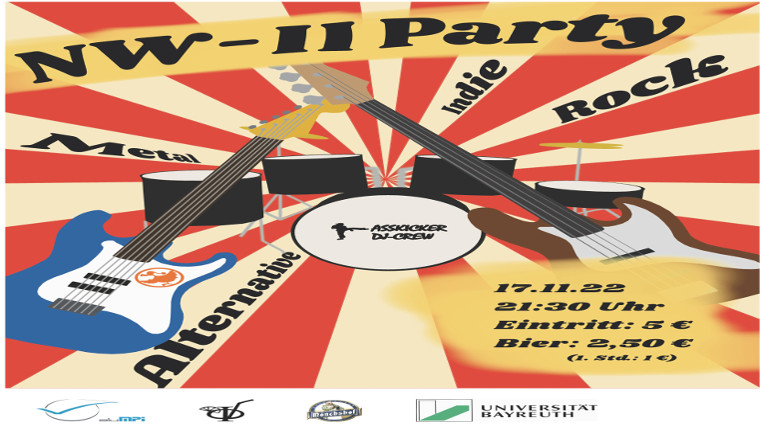 NW-II Party
Indie
Rock
Metal
ASSKICKER
DJ-CREW
Alternative
17.11.22
21:30 Uhr
Eintritt: 5 €
Bier: 2,50 €
(1. Std.: 1 €)
Mönchshof
UNIVERSITÄT
BAYREUTH